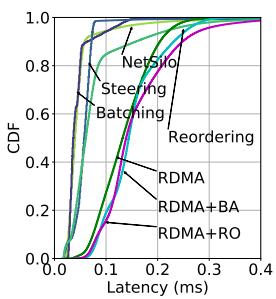 1.0
0.8
0.6
0.4
0.2
0.0
CDF
NetSilo
Steering
Batching
Reordering
RDMA
RDMA+BA
RDMA+RO
0.0 0.1 0.2 0.3 0.4
Latency (ms)